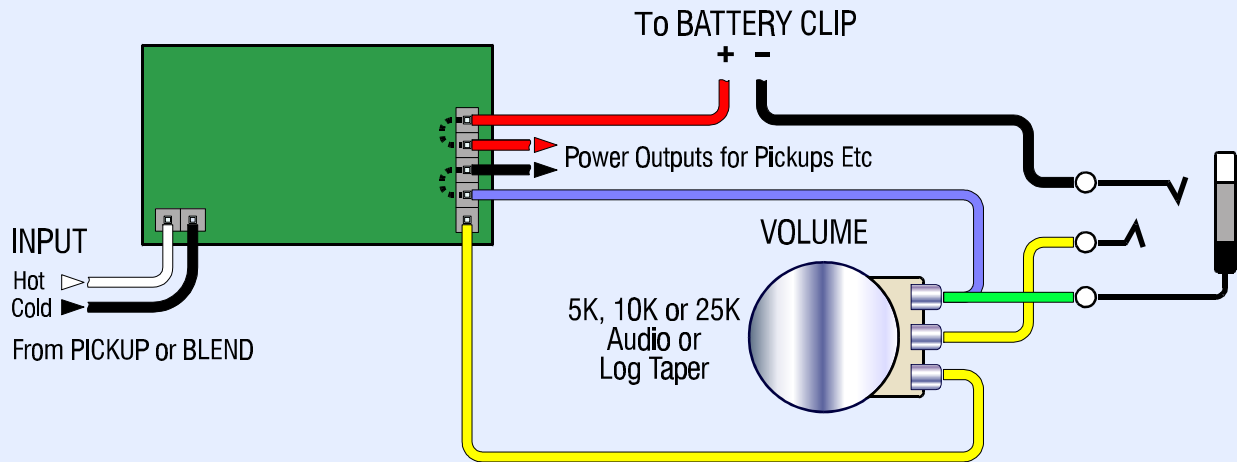 To BATTERY CLIP
+ –
Power Outputs for Pickups Etc
INPUT
Hot
Cold
From PICKUP or BLEND
VOLUME
5K, 10K or 25K
Audio or
Log Taper